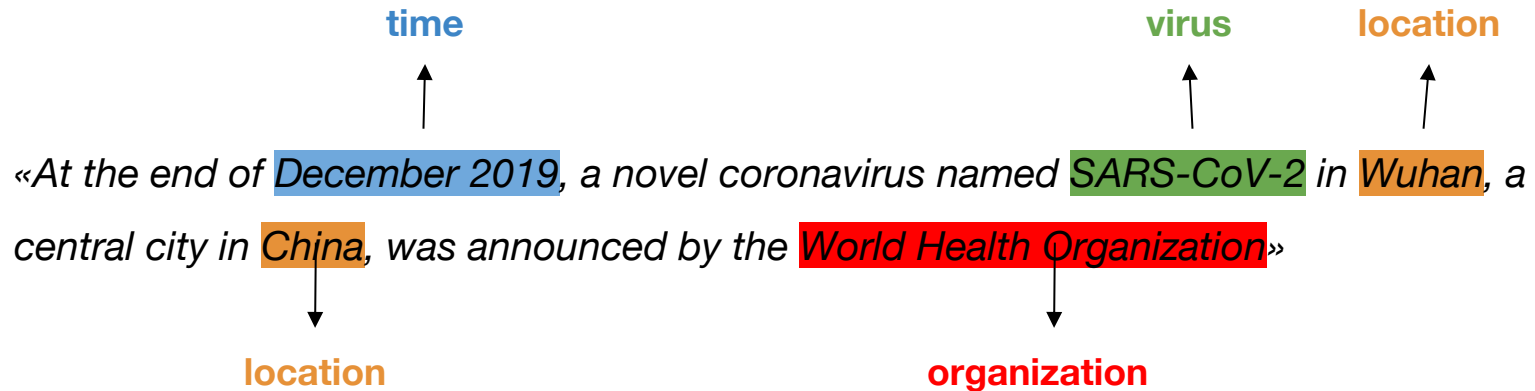 time virus location
«At the end of December 2019, a novel coronavirus named SARS-CoV-2 in Wuhan, a
central city in China, was announced by the World Health Organization»
location organization